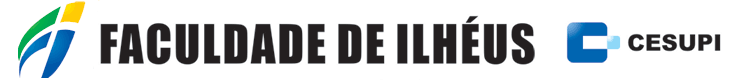 FACULDADE DE ILHÉUS CESUPI